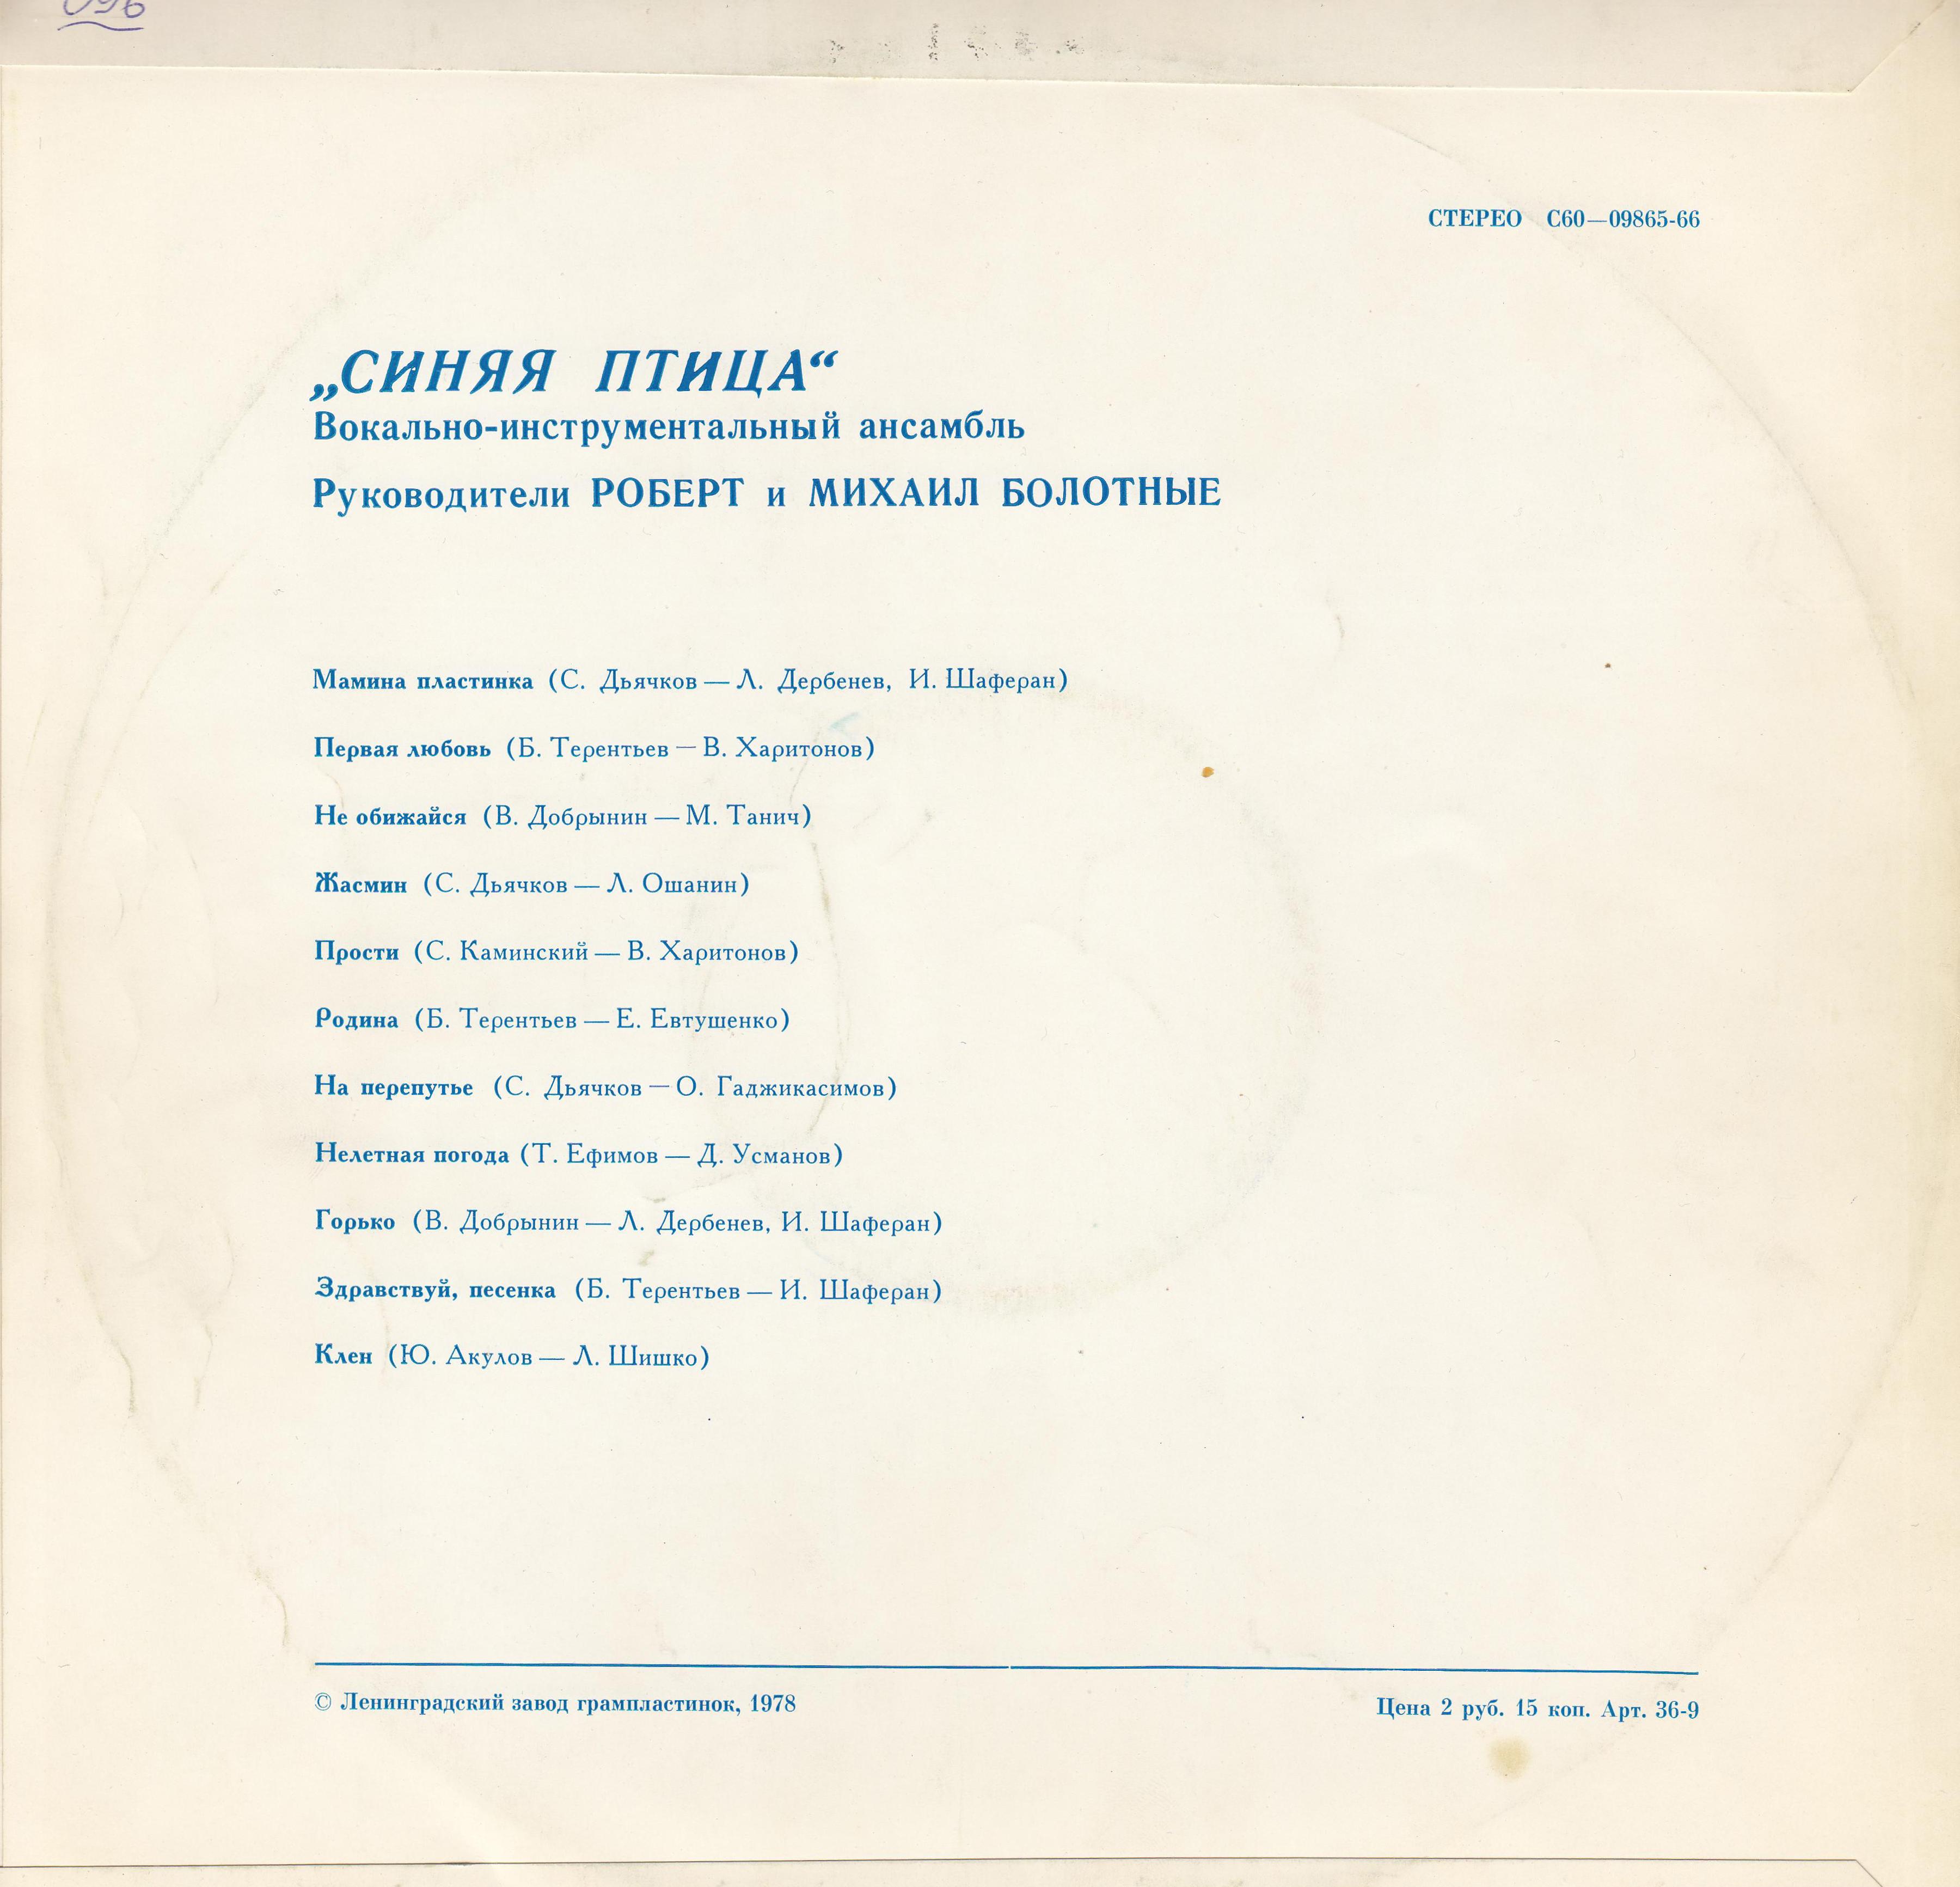 096
СТЕРЕО С60—09865-66
„СИНЯЯ ПТИЦА“
Вокально-инструментальный ансамбль
Руководители РОБЕРТ и МИХАИЛ БОЛОТНЫЕ
Мамина пластинка (С. Дьячков — Л. Дербенев, И. Шаферан)
Первая любовь (Б. Терентьев — В. Харитонов)
Не обижайся (В. Добрынин — М. Танич)
Жасмин (С. Дьячков — Л. Ошанин)
Прости (С. Каминский — В. Харитонов)
Родина (Б. Терентьев — Е. Евтушенко)
На перепутье (С. Дьячков — О. Гаджикасимов)
Нелетная погода (Т. Ефимов — Д. Усманов)
Горько (В. Добрынин — Л. Дербенев, И. Шаферан)
Здравствуй, песенка (Б. Терентьев — И. Шаферан)
Клен (Ю. Акулов — Л. Шишко)
© Ленинградский завод грампластинок, 1978
Цена 2 руб. 15 коп. Арт. 36-9